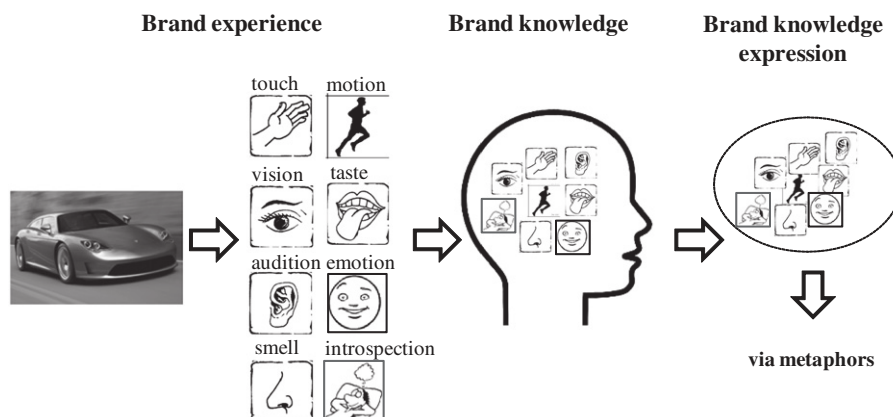 Brand experience
Brand knowledge
Brand knowledge
expression
touch
motion
vision
taste
audition
emotion
smell
introspection
via metaphors